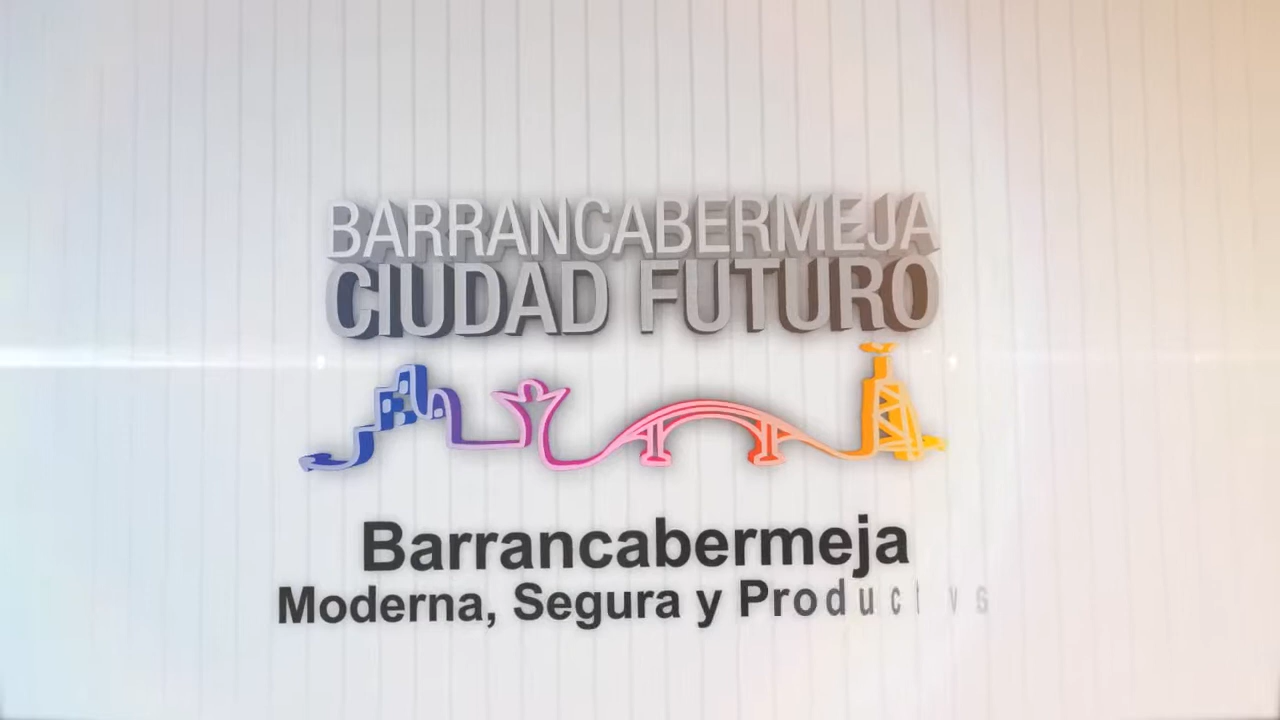 BARRANCABERMEJA
CIUDAD FUTURO
Barrancabermeja
Moderna, Segura y